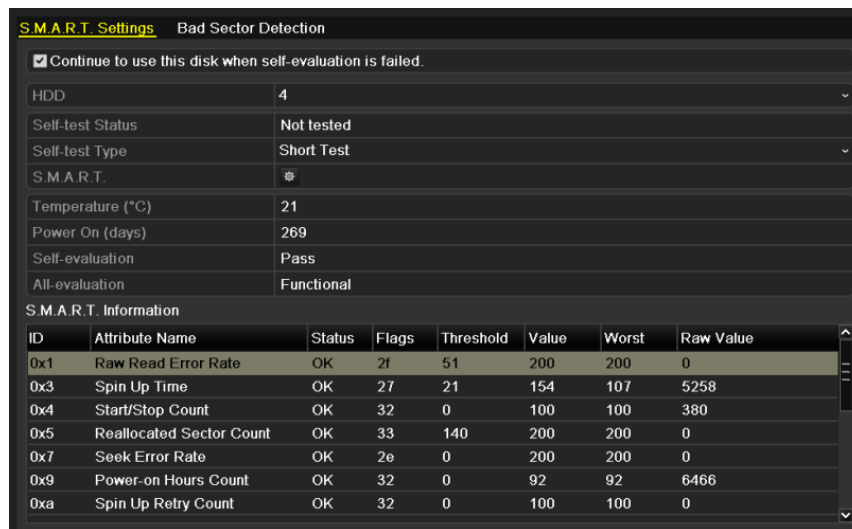 S.M.A.R.T. Settings Bad Sector Detection
Continue to use this disk when self-evaluation is failed.
HDD 4
Self-test Status Not tested
Self-test Type Short Test
S.M.A.R.T.
Temperature (°C) 21
Power On (days) 269
Self-evaluation Pass
All-evaluation Functional
S.M.A.R.T. Information
ID Attribute Name Status Flags Threshold Value Worst Raw Value
0x1 Raw Read Error Rate OK 2f 51 200 200 0
0x3 Spin Up Time OK 27 21 154 107 5258
0x4 Start/Stop Count OK 32 0 100 100 380
0x5 Reallocated Sector Count OK 33 140 200 200 0
0x7 Seek Error Rate OK 2e 0 200 200 0
0x9 Power-on Hours Count OK 32 0 92 92 6466
0xa Spin Up Retry Count OK 32 0 100 100 0